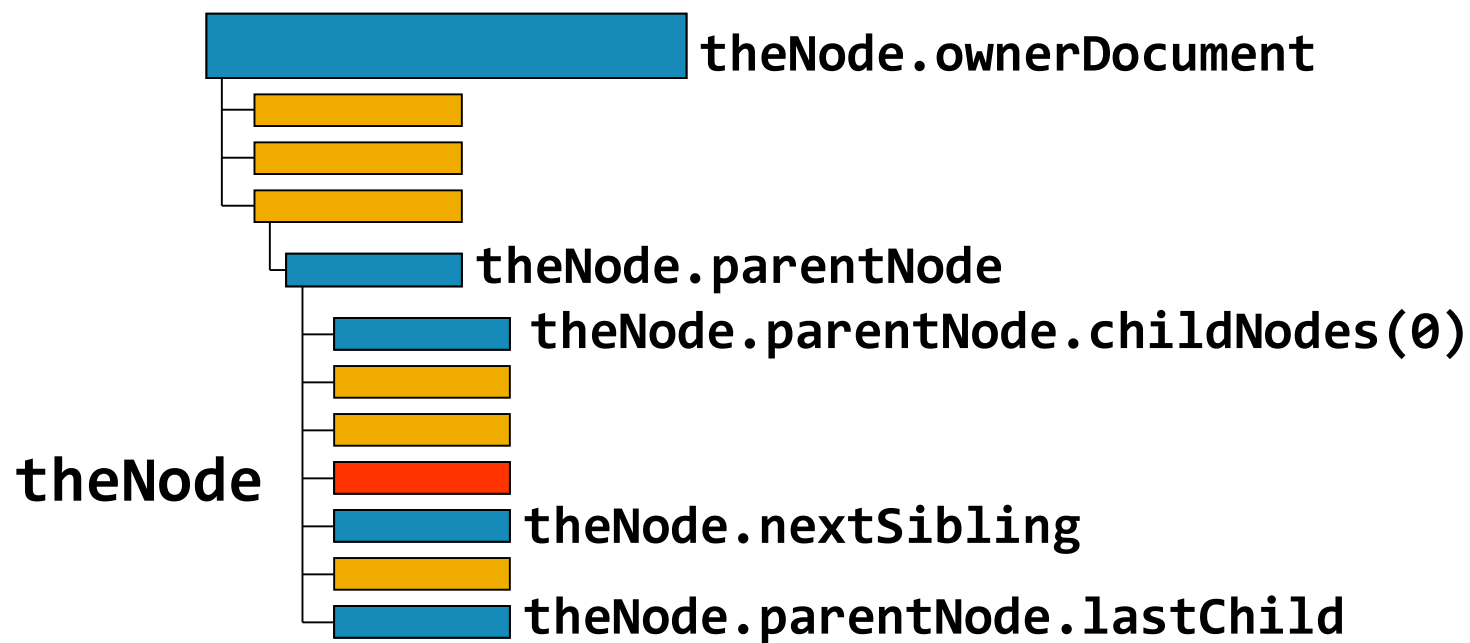 theNode.ownerDocument
theNode.parentNode
theNode.parentNode.childNodes(0)
theNode
theNode.nextSibling
theNode.parentNode.lastChild